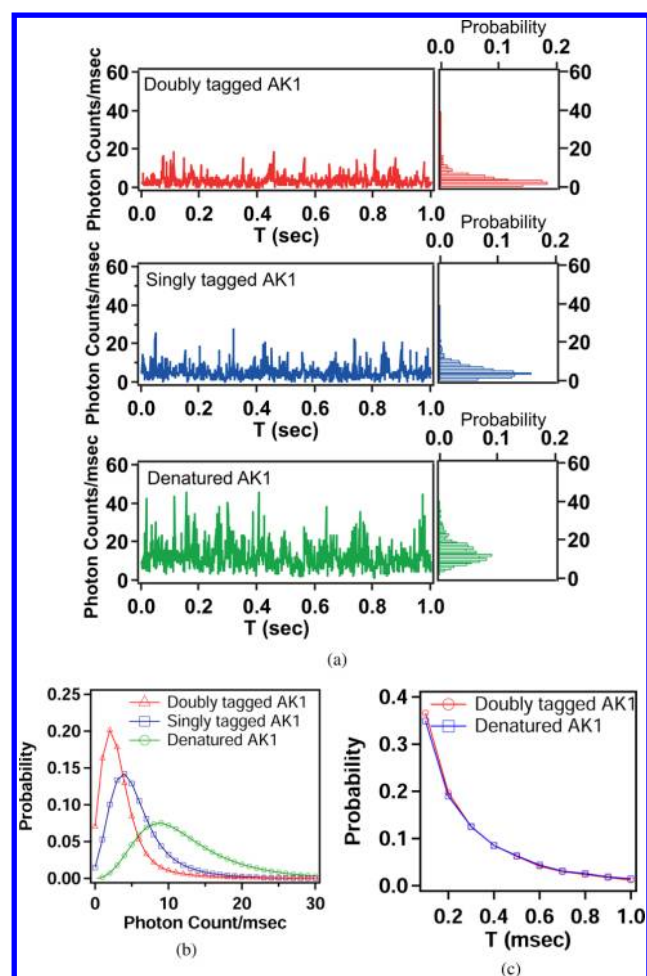 Probability
0.0 0.1 0.2
Photon Counts/msec
60
40
20
0
Doubly tagged AK1
60
40
20
0
0.0 0.2 0.4 0.6 0.8 1.0
T (sec)
Probability
0.0 0.1 0.2
Photon Counts/msec
60
40
20
0
Singly tagged AK1
60
40
20
0
0.0 0.2 0.4 0.6 0.8 1.0
T (sec)
Probability
0.0 0.1 0.2
Photon Counts/msec
60
40
20
0
Denatured AK1
60
40
20
0
0.0 0.2 0.4 0.6 0.8 1.0
T (sec)
(a)
Probability
0.25
0.20
0.15
0.10
0.05
0.00
Doubly tagged AK1
Singly tagged AK1
Denatured AK1
0 10 20 30
Photon Count/msec
(b)
Probability
0.4
0.3
0.2
0.1
0.0
Doubly tagged AK1
Denatured AK1
0.2 0.4 0.6 0.8 1.0
T (msec)
(c)